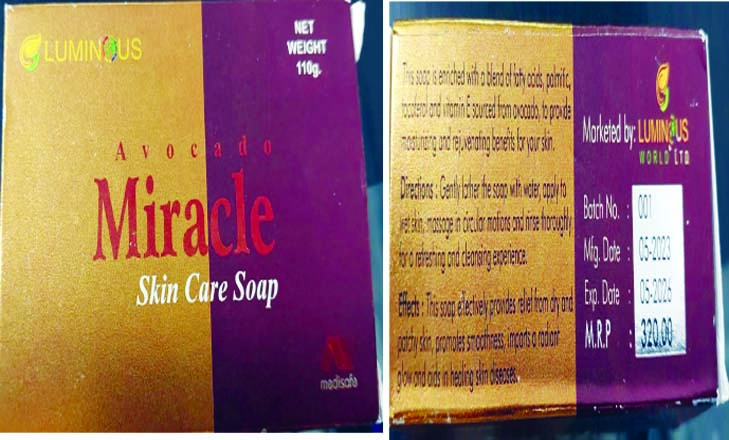 LUMINOUS
NET
WEIGHT
110g.
Avocado
Miracle
Skin Care Soap
medisafe
This soap is enriched with a blend of fatty acids, palmitic,
tocosterol and vitamin E sourced from avocado, to provide
moisturizing and rejuvenating benefits for your skin.
Directions : Gently lather the soap with water, apply to
wet skin, massage in circular motions and rinse thoroughly
for a refreshing and cleansing experience.
Effects : This soap effectively provides relief from dry and
patchy skin, promotes smoothness, imparts a radiant
glow and aids in healing skin diseases.
Marketed by: LUMINOUS
WORLD LTD
Batch No. : 001
Mfg. Date : 05-2023
Exp. Date : 05-2026
M.R.P : 320.00